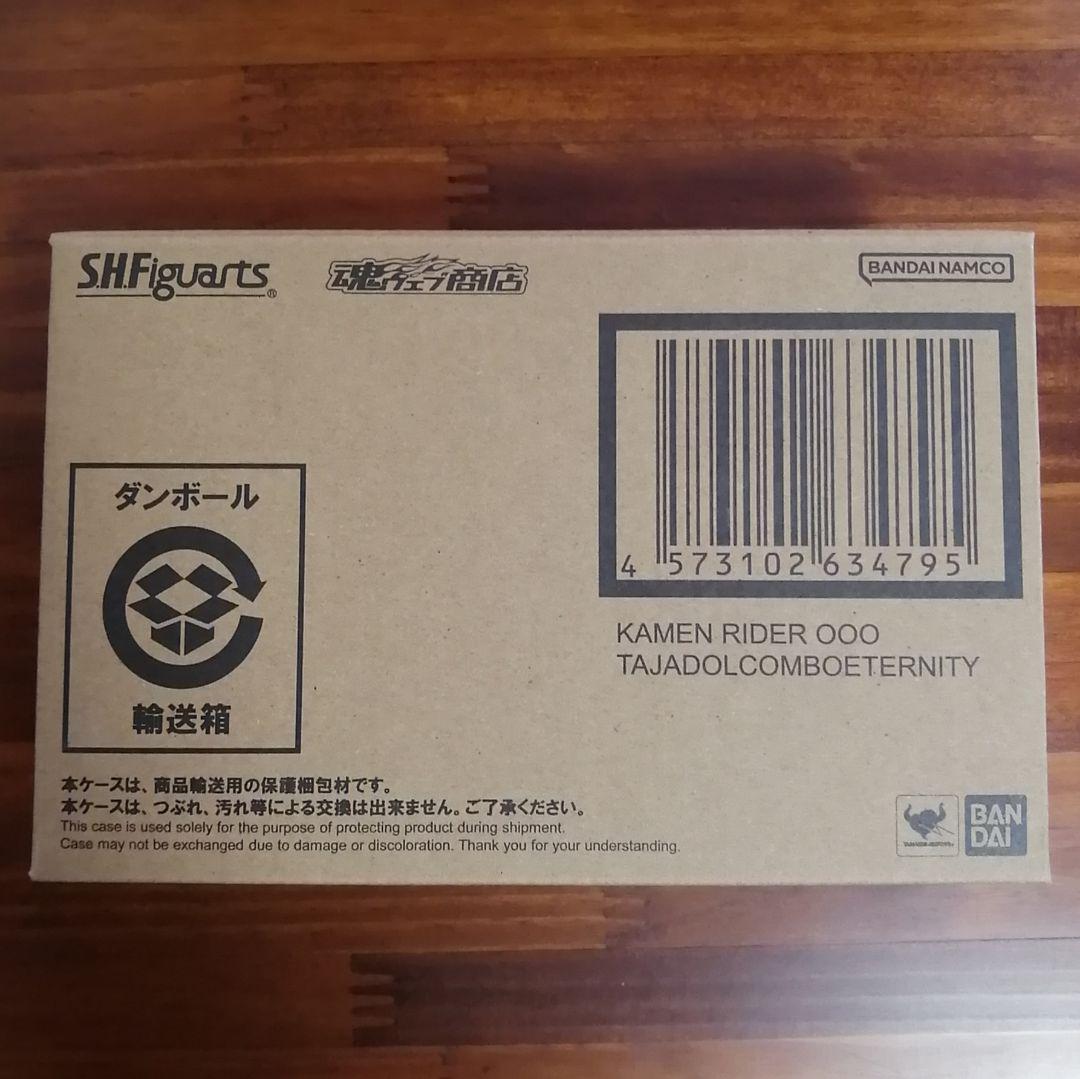 S.H.Figuarts®
魂ウェブ商店
BANDAI NAMCO
4 573102 634795
KAMEN RIDER OOO
TAJADOLCOMBOETERNITY
ダンボール
輸送箱
本ケースは、商品輸送用の保護梱包材です。
本ケースは、つぶれ、汚れ等による交換は出来ません。ご了承ください。
This case is used solely for the purpose of protecting product during shipment.
Case may not be exchanged due to damage or discoloration. Thank you for your understanding.
BAN
DAI